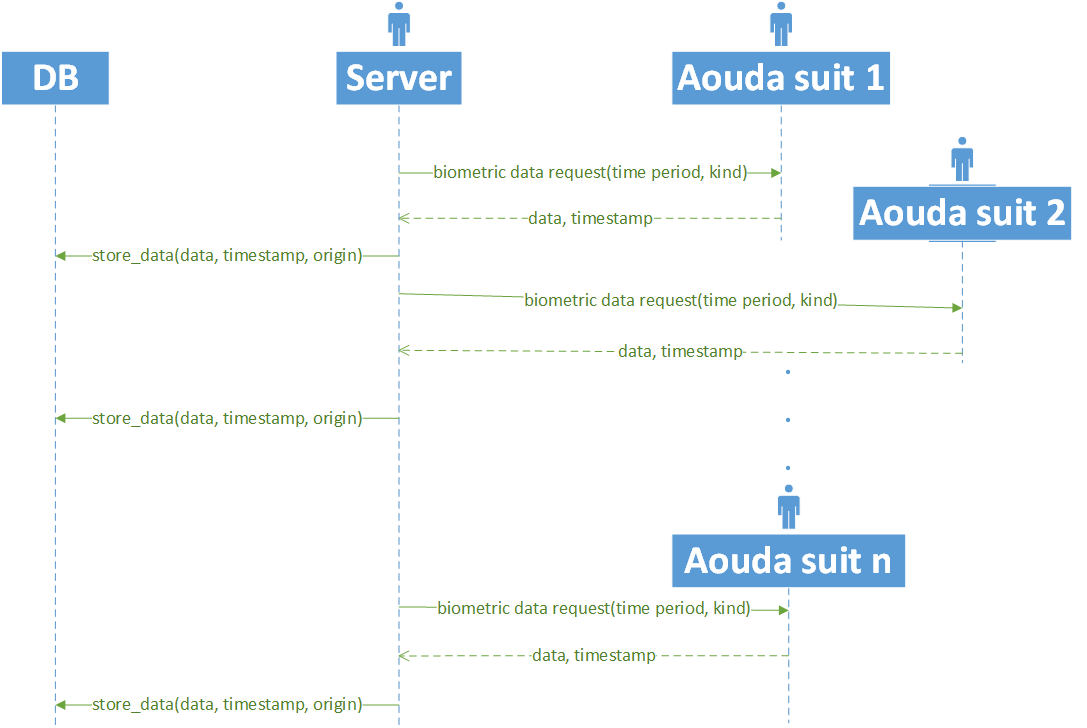 DB
Server
Aouda suit 1
biometric data request(time period, kind)
Aouda suit 2
data, timestamp
store_data(data, timestamp, origin)
biometric data request(time period, kind)
data, timestamp
store_data(data, timestamp, origin)
Aouda suit n
biometric data request(time period, kind)
data, timestamp
store_data(data, timestamp, origin)